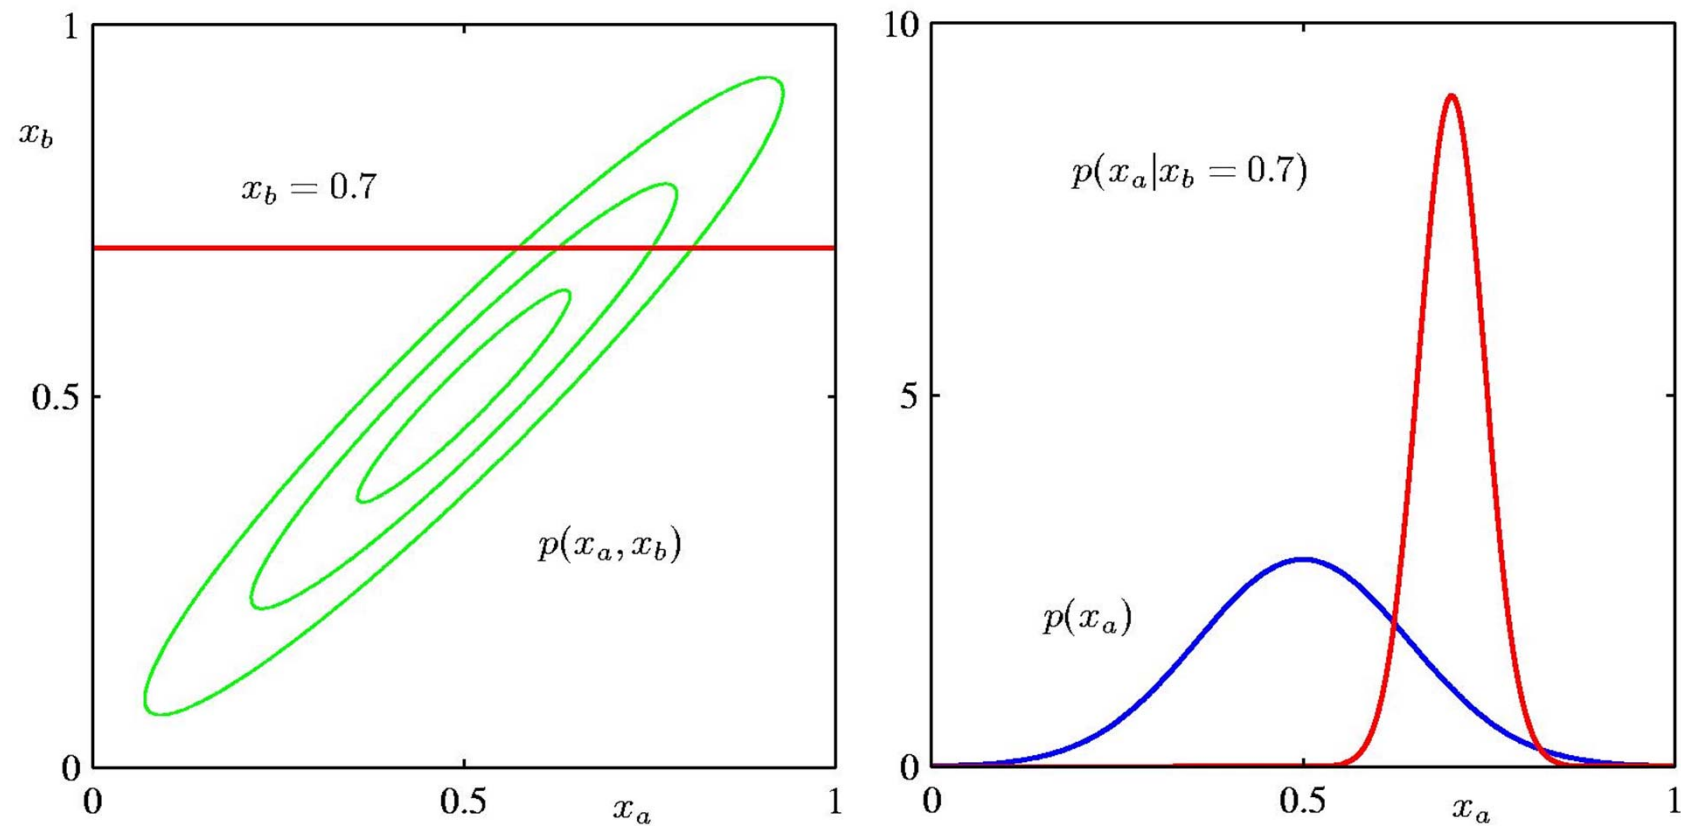 1
x_b
x_b = 0.7
0.5
p(x_a, x_b)
0
0
0.5
x_a
1
10
p(x_a|x_b = 0.7)
5
p(x_a)
0
0
0.5
x_a
1